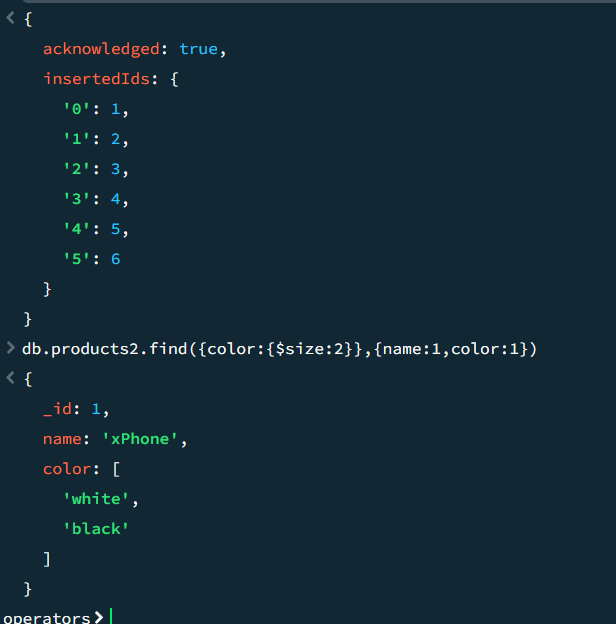 {
acknowledged: true,
insertedIds: {
'0': 1,
'1': 2,
'2': 3,
'3': 4,
'4': 5,
'5': 6
}
}
db.products2.find({color:{$size:2}},{name:1,color:1})
{
_id: 1,
name: 'xPhone',
color: [
'white',
'black'
]
}
operators>